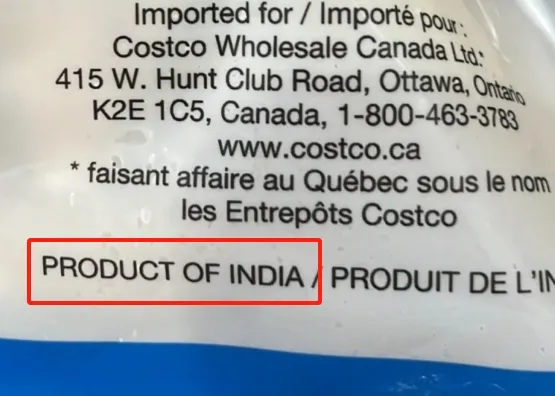 Imported for / Importé pour :
Costco Wholesale Canada Ltd.*
415 W. Hunt Club Road, Ottawa, Ontario
K2E 1C5, Canada, 1-800-463-3783
www.costco.ca
* faisant affaire au Québec sous le nom
les Entrepôts Costco
PRODUCT OF INDIA / PRODUIT DE L'IN